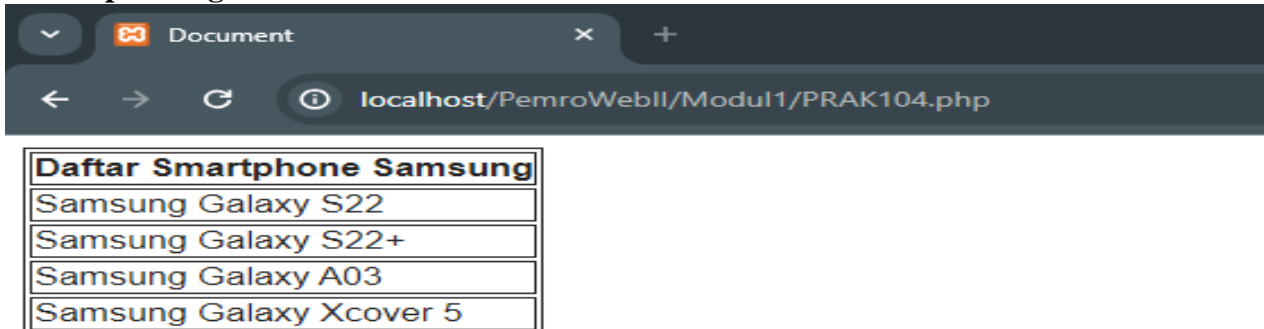 Document
localhost/PemroWebII/Modul1/PRAK104.php
Daftar Smartphone Samsung
Samsung Galaxy S22
Samsung Galaxy S22+
Samsung Galaxy A03
Samsung Galaxy Xcover 5